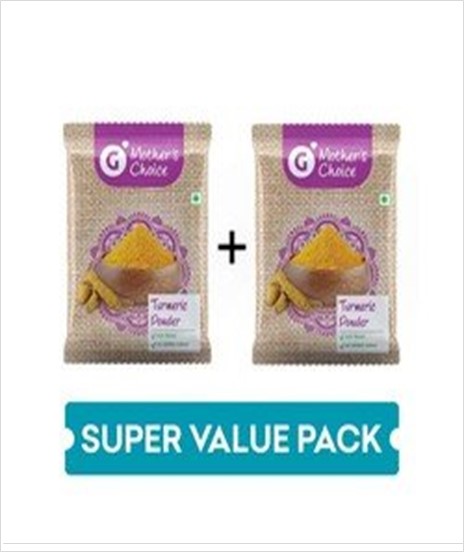 G Mother's
Choice
Turmeric
Powder
+
G Mother's
Choice
Turmeric
Powder
SUPER VALUE PACK